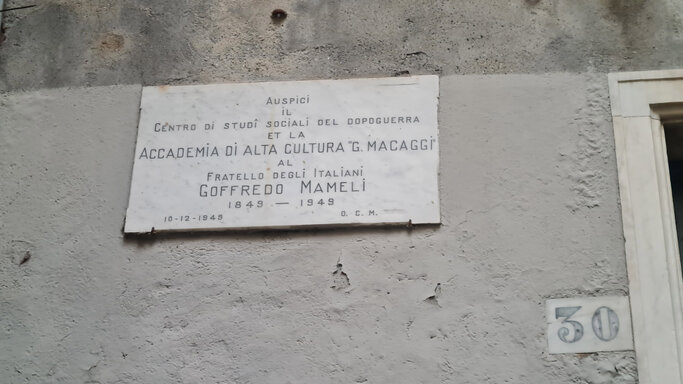 AUSPICI
IL
CENTRO DI STUDÎ SOCIALI DEL DOPOGUERRA
ET LA
ACCADEMIA DI ALTA CULTURA "G. MACAGGI"
AL
FRATELLO DEGLI ITALIANI
GOFFREDO MAMELI
1849 — 1949
10-12-1949 D. C. M.
30